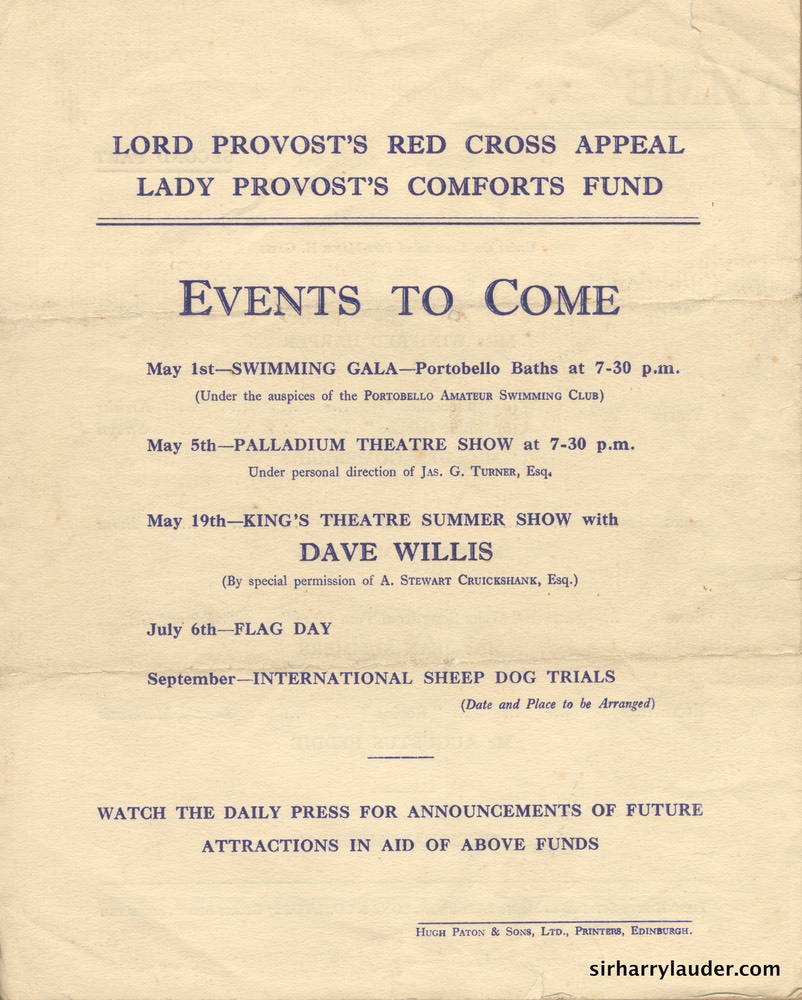 LORD PROVOST'S RED CROSS APPEAL
LADY PROVOST'S COMFORTS FUND
EVENTS TO COME
May 1st—SWIMMING GALA—Portobello Baths at 7-30 p.m.
(Under the auspices of the PORTOBELLO AMATEUR SWIMMING CLUB)
May 5th—PALLADIUM THEATRE SHOW at 7-30 p.m.
Under personal direction of JAS. G. TURNER, Esq.
May 19th—KING'S THEATRE SUMMER SHOW with
DAVE WILLIS
(By special permission of A. STEWART CRUICKSHANK, Esq.)
July 6th—FLAG DAY
September—INTERNATIONAL SHEEP DOG TRIALS
(Date and Place to be Arranged)
WATCH THE DAILY PRESS FOR ANNOUNCEMENTS OF FUTURE
ATTRACTIONS IN AID OF ABOVE FUNDS
HUGH PATON & SONS, LTD., PRINTERS, EDINBURGH.
sirharrylauder.com